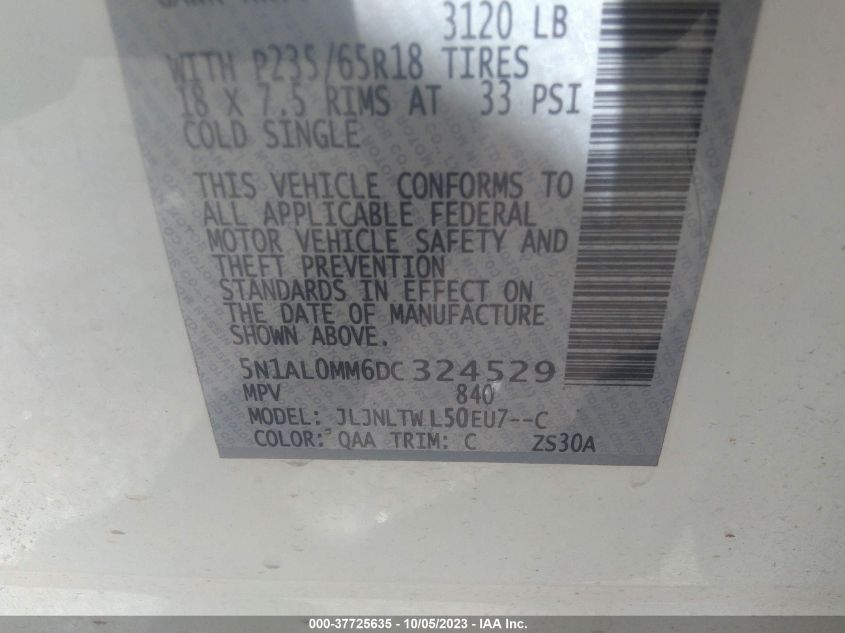 3120 LB
WITH P235/65R18 TIRES
18 X 7.5 RIMS AT 33 PSI
COLD SINGLE
THIS VEHICLE CONFORMS TO
ALL APPLICABLE FEDERAL
MOTOR VEHICLE SAFETY AND
THEFT PREVENTION
STANDARDS IN EFFECT ON
THE DATE OF MANUFACTURE
SHOWN ABOVE.
5N1AL0MM6DC324529
MPV 840
MODEL: JLJNLTWL50EU7--C
COLOR: QAA TRIM: C ZS30A
000-37725635 - 10/05/2023 - IAA Inc.